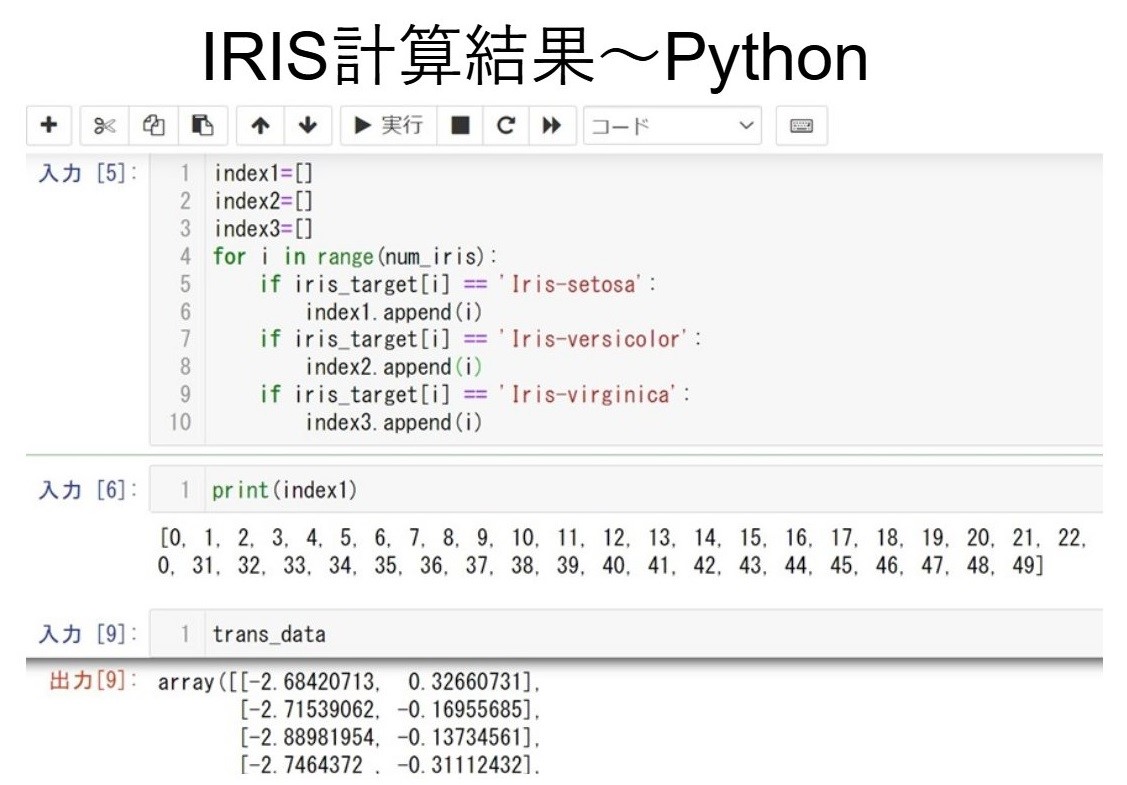 IRIS計算結果～Python
実行 コード
入力 [5]:
1 index1=[]
2 index2=[]
3 index3=[]
4 for i in range(num_iris):
5 if iris_target[i] == 'Iris-setosa':
6 index1.append(i)
7 if iris_target[i] == 'Iris-versicolor':
8 index2.append(i)
9 if iris_target[i] == 'Iris-virginica':
10 index3.append(i)
入力 [6]:
1 print(index1)
[0, 1, 2, 3, 4, 5, 6, 7, 8, 9, 10, 11, 12, 13, 14, 15, 16, 17, 18, 19, 20, 21, 22,
0, 31, 32, 33, 34, 35, 36, 37, 38, 39, 40, 41, 42, 43, 44, 45, 46, 47, 48, 49]
入力 [9]:
1 trans_data
出力[9]:
array([[-2.68420713, 0.32660731],
[-2.71539062, -0.16955685],
[-2.88981954, -0.13734561],
[-2.7464372 , -0.31112432],